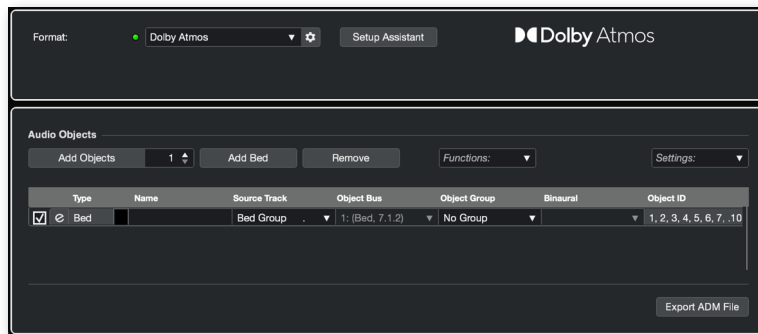 Format:
Dolby Atmos
Setup Assistant
Dolby Atmos
Audio Objects
Add Objects 1 Add Bed Remove Functions: Settings:
Type Name Source Track Object Bus Object Group Binaural Object ID
e Bed Bed Group . 1: (Bed, 7.1.2) No Group 1, 2, 3, 4, 5, 6, 7, .10
Export ADM File